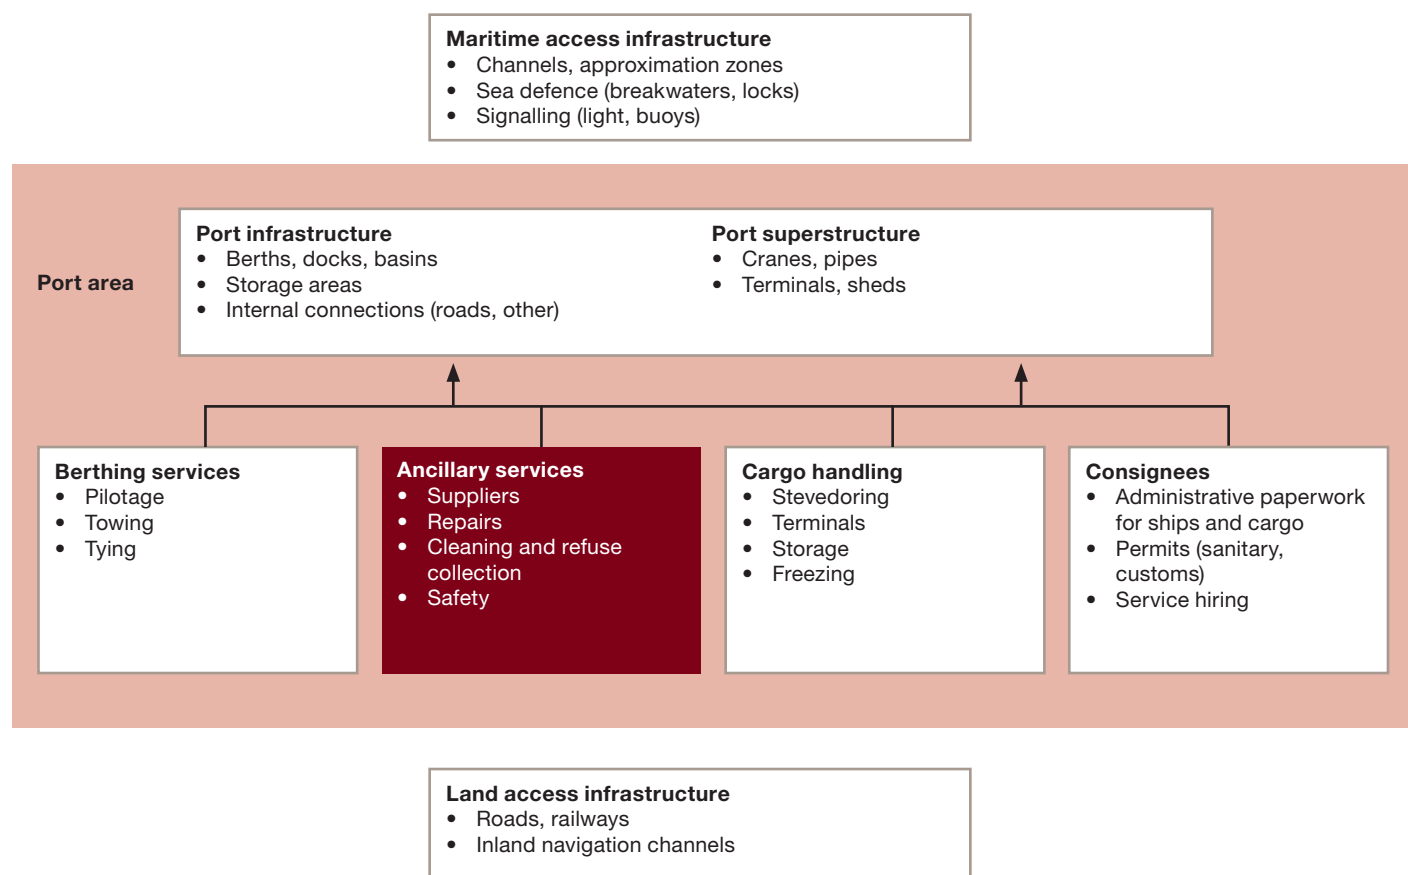 Maritime access infrastructure
• Channels, approximation zones
• Sea defence (breakwaters, locks)
• Signalling (light, buoys)
Port area
Port infrastructure
• Berths, docks, basins
• Storage areas
• Internal connections (roads, other)
Port superstructure
• Cranes, pipes
• Terminals, sheds
Berthing services
• Pilotage
• Towing
• Tying
Ancillary services
• Suppliers
• Repairs
• Cleaning and refuse
collection
• Safety
Cargo handling
• Stevedoring
• Terminals
• Storage
• Freezing
Consignees
• Administrative paperwork
for ships and cargo
• Permits (sanitary,
customs)
• Service hiring
Land access infrastructure
• Roads, railways
• Inland navigation channels